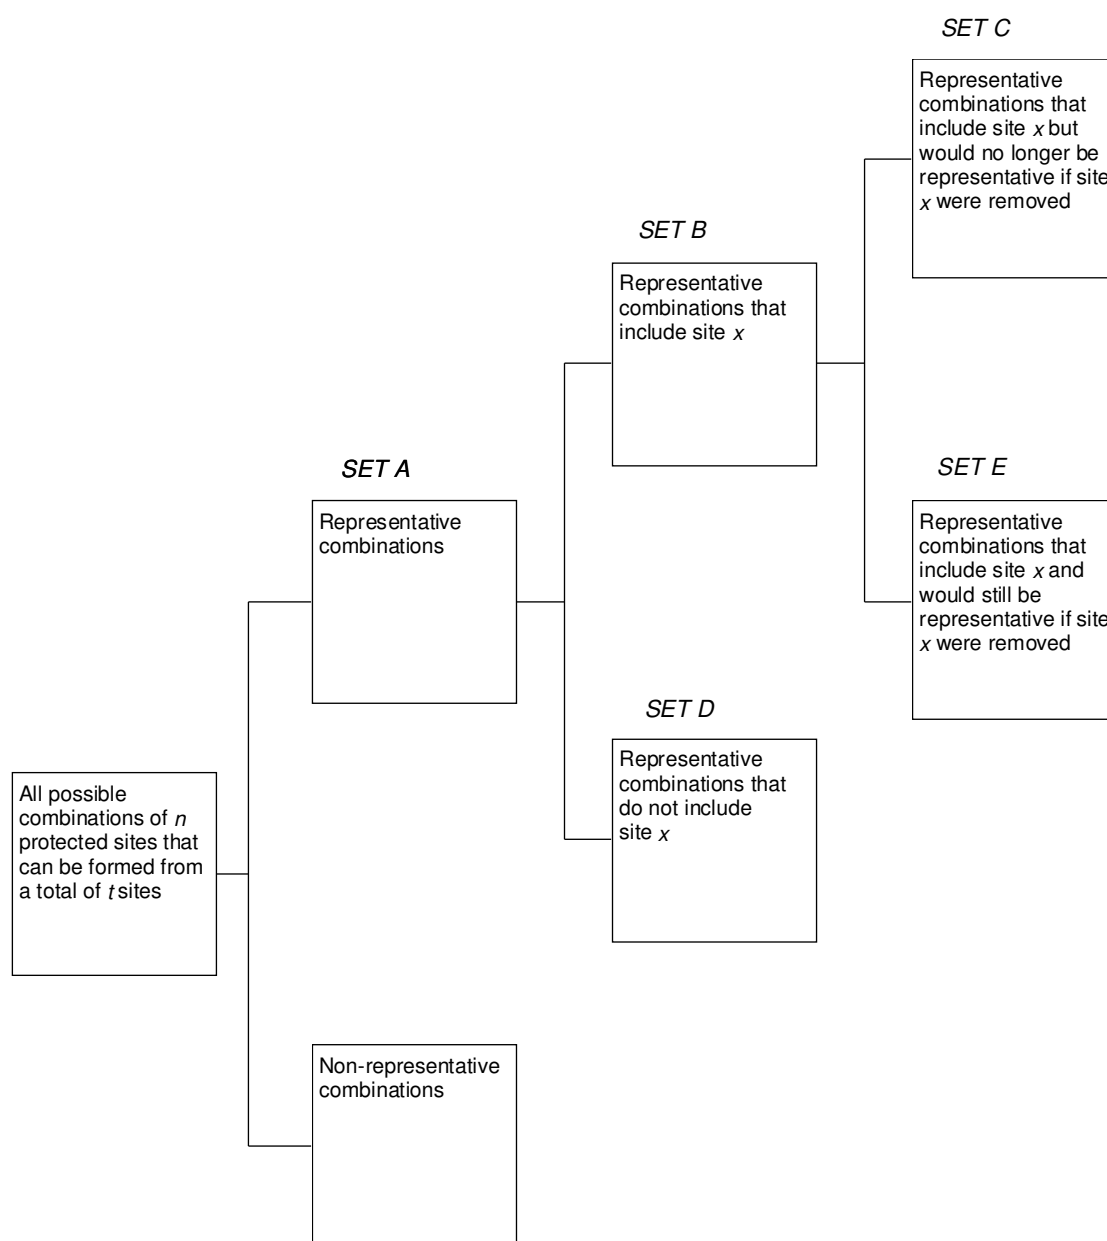 SET C
Representative
combinations that
include site x but
would no longer be
representative if site
x were removed
SET B
Representative
combinations that
include site x
SET A
Representative
combinations
SET E
Representative
combinations that
include site x and
would still be
representative if site
x were removed
SET D
Representative
combinations that
do not include
site x
All possible
combinations of n
protected sites that
can be formed from
a total of t sites
Non-representative
combinations